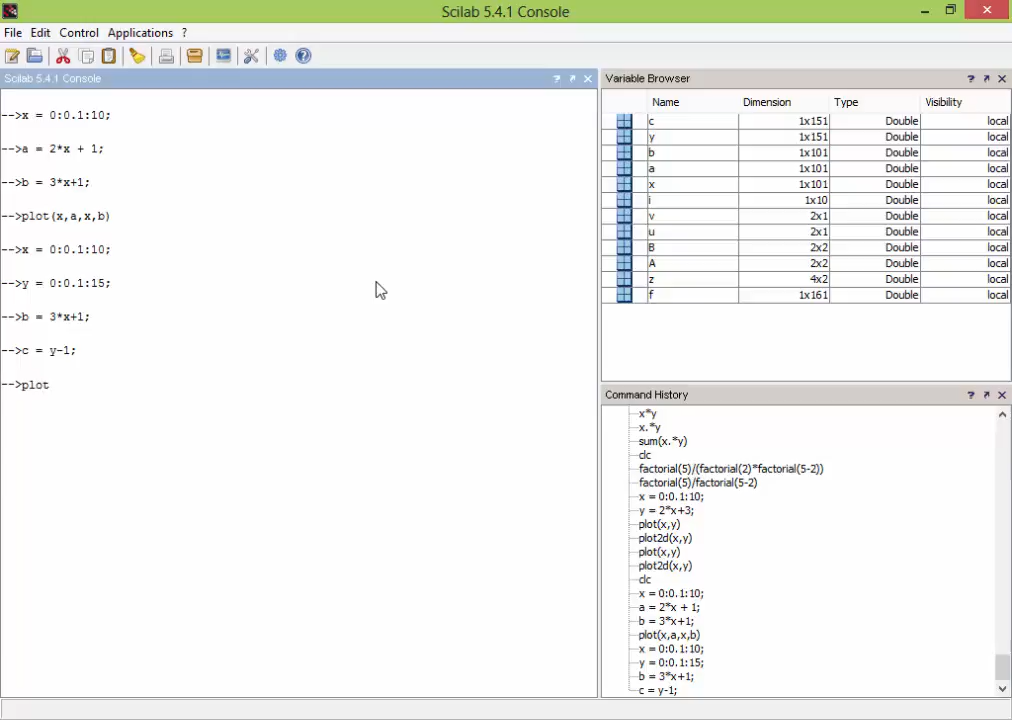 Scilab 5.4.1 Console
File Edit Control Applications ?
Scilab 5.4.1 Console
-->x = 0:0.1:10;
-->a = 2*x + 1;
-->b = 3*x+1;
-->plot(x,a,x,b)
-->x = 0:0.1:10;
-->y = 0:0.1:15;
-->b = 3*x+1;
-->c = y-1;
-->plot
Variable Browser
Name Dimension Type Visibility
c 1x151 Double local
y 1x151 Double local
b 1x101 Double local
a 1x101 Double local
x 1x101 Double local
i 1x10 Double local
v 2x1 Double local
u 2x1 Double local
B 2x2 Double local
A 2x2 Double local
z 4x2 Double local
f 1x161 Double local
Command History
x*y
x.*y
sum(x.*y)
clc
factorial(5)/(factorial(2)*factorial(5-2))
factorial(5)/factorial(5-2)
x = 0:0.1:10;
y = 2*x+3;
plot(x,y)
plot2d(x,y)
plot(x,y)
plot2d(x,y)
clc
x = 0:0.1:10;
a = 2*x + 1;
b = 3*x+1;
plot(x,a,x,b)
x = 0:0.1:10;
y = 0:0.1:15;
b = 3*x+1;
c = y-1;